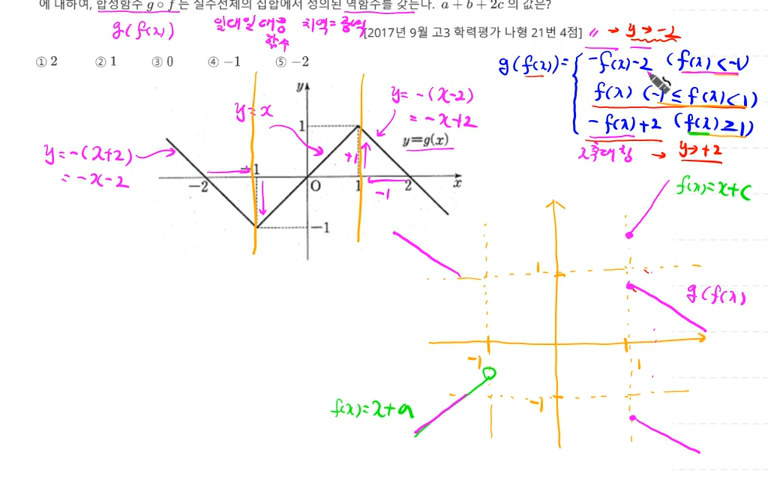 에 대하여, 합성함수 g∘f 는 실수전체의 집합에서 정의된 역함수를 갖는다. a+b+2c 의 값은?
g(f(x)) 일대일 대응 함수 치역=공역
[2017년 9월 고3 학력평가 나형 21번 4점]
① 2 ② 1 ③ 0 ④ -1 ⑤ -2
〃 → y → -2
g(f(x)) = { -f(x)-2 (f(x) < -1)
f(x) (-1 ≤ f(x) < 1)
-f(x)+2 (f(x) ≥ 1)
x축대칭 → y → +2
y
y=x
y=-(x-2)
=-x+2
1
+1
y=g(x)
y=-(x+2)
=-x-2
-2
1
O
1
2
x
-1
-1
f(x)=x+c
1
g(f(x))
-1
1
f(x)=x+a
-1